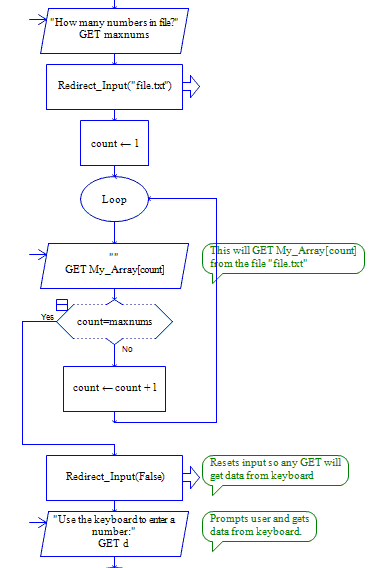 "How many numbers in file?"
GET maxnums
Redirect_Input("file.txt")
count ← 1
Loop
""
GET My_Array[count]
This will GET My_Array[count]
from the file "file.txt"
count=maxnums
Yes
No
count ← count + 1
Redirect_Input(False)
Resets input so any GET will
get data from keyboard
"Use the keyboard to enter a
number:"
GET d
Prompts user and gets
data from keyboard.